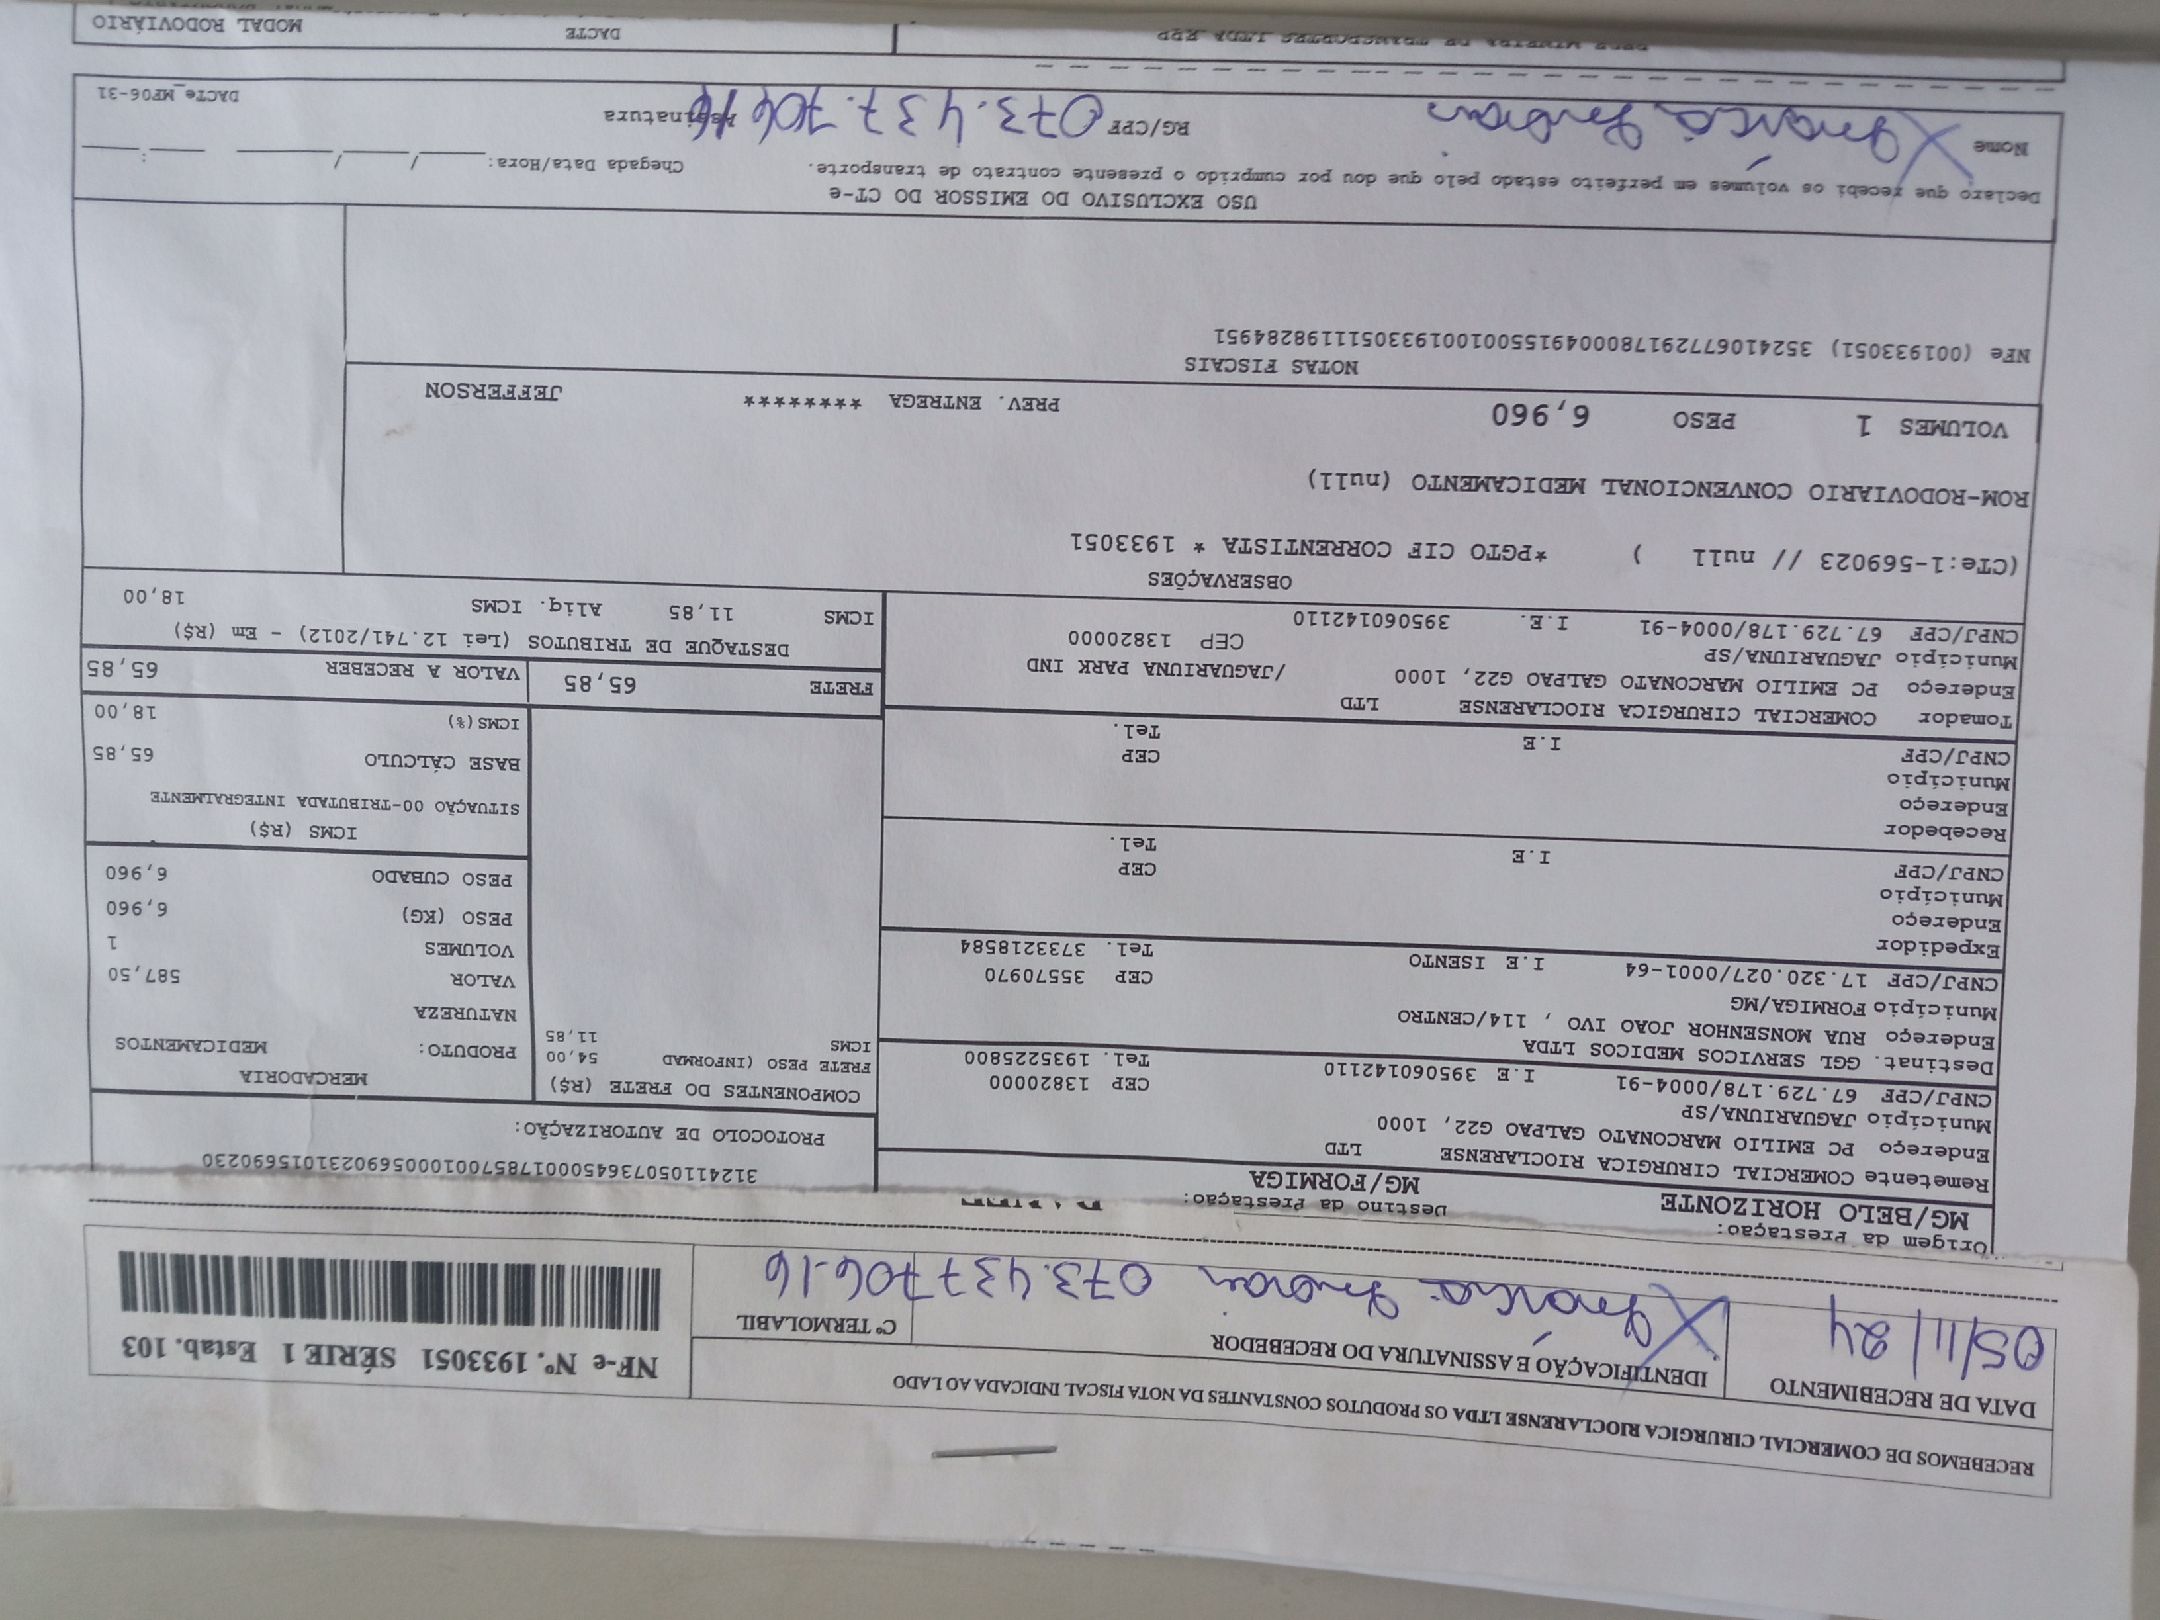 RECEBEMOS DE COMERCIAL CIRURGICA RIOCLARENSE LTDA OS PRODUTOS CONSTANTES DA NOTA FISCAL INDICADA AO LADO
DATA DE RECEBIMENTO
05/11/24
IDENTIFICAÇÃO E ASSINATURA DO RECEBEDOR
X 073.437706-16
Cº TERMOLABIL
NF-e Nº. 1933051 SÉRIE 1 Estab. 103
Origem da Prestação:
MG/BELO HORIZONTE
Destino da Prestação:
MG/FORMIGA
Remetente COMERCIAL CIRURGICA RIOCLARENSE LTD
Endereço PC EMILIO MARCONATO GALPAO G22, 1000
Município JAGUARIUNA/SP CEP 13820000
CNPJ/CPF 67.729.178/0004-91 I.E 395060142110 Tel. 1935225800
Destinat. GGL SERVICOS MEDICOS LTDA
Endereço RUA MONSENHOR JOAO IVO , 114/CENTRO
Município FORMIGA/MG CEP 35570970
CNPJ/CPF 17.320.027/0001-64 I.E ISENTO Tel. 3733218584
Expedidor
Endereço
Município CEP
CNPJ/CPF I.E Tel.
Recebedor
Endereço
Município CEP
CNPJ/CPF I.E Tel.
Tomador COMERCIAL CIRURGICA RIOCLARENSE LTD
Endereço PC EMILIO MARCONATO GALPAO G22, 1000 /JAGUARIUNA PARK IND
Município JAGUARIUNA/SP CEP 13820000
CNPJ/CPF 67.729.178/0004-91 I.E. 395060142110
31241105073645000178570010005690231015690230
PROTOCOLO DE AUTORIZAÇÃO:
COMPONENTES DO FRETE (R$)
FRETE PESO (INFORMAD 54,00
ICMS 11,85
MERCADORIA
PRODUTO: MEDICAMENTOS
NATUREZA
VALOR 587,50
VOLUMES 1
PESO (KG) 6,960
PESO CUBADO 6,960
ICMS (R$)
SITUAÇÃO 00-TRIBUTADA INTEGRALMENTE
BASE CÁLCULO 65,85
ICMS(%) 18,00
FRETE 65,85
VALOR A RECEBER 65,85
DESTAQUE DE TRIBUTOS (Lei 12.741/2012) - Em (R$)
ICMS 11,85 Aliq. ICMS 18,00
OBSERVAÇÕES
(CTe:1-569023 // null ) *PGTO CIF CORRENTISTA * 1933051
ROM-RODOVIARIO CONVENCIONAL MEDICAMENTO (null)
VOLUMES 1 PESO 6,960 PREV. ENTREGA ******** JEFFERSON
NOTAS FISCAIS
NFe (001933051) 35241067729178000491550010019330511119828​4951
USO EXCLUSIVO DO EMISSOR DO CT-e
Declaro que recebi os volumes em perfeito estado pelo que dou por cumprido o presente contrato de transporte. Chegada Data/Hora: ____/____/____ ____:____
Nome X RG/CPF 073.437.706 16 Assinatura
DACTe_MF06-31
DACTE
MODAL RODOVIÁRIO